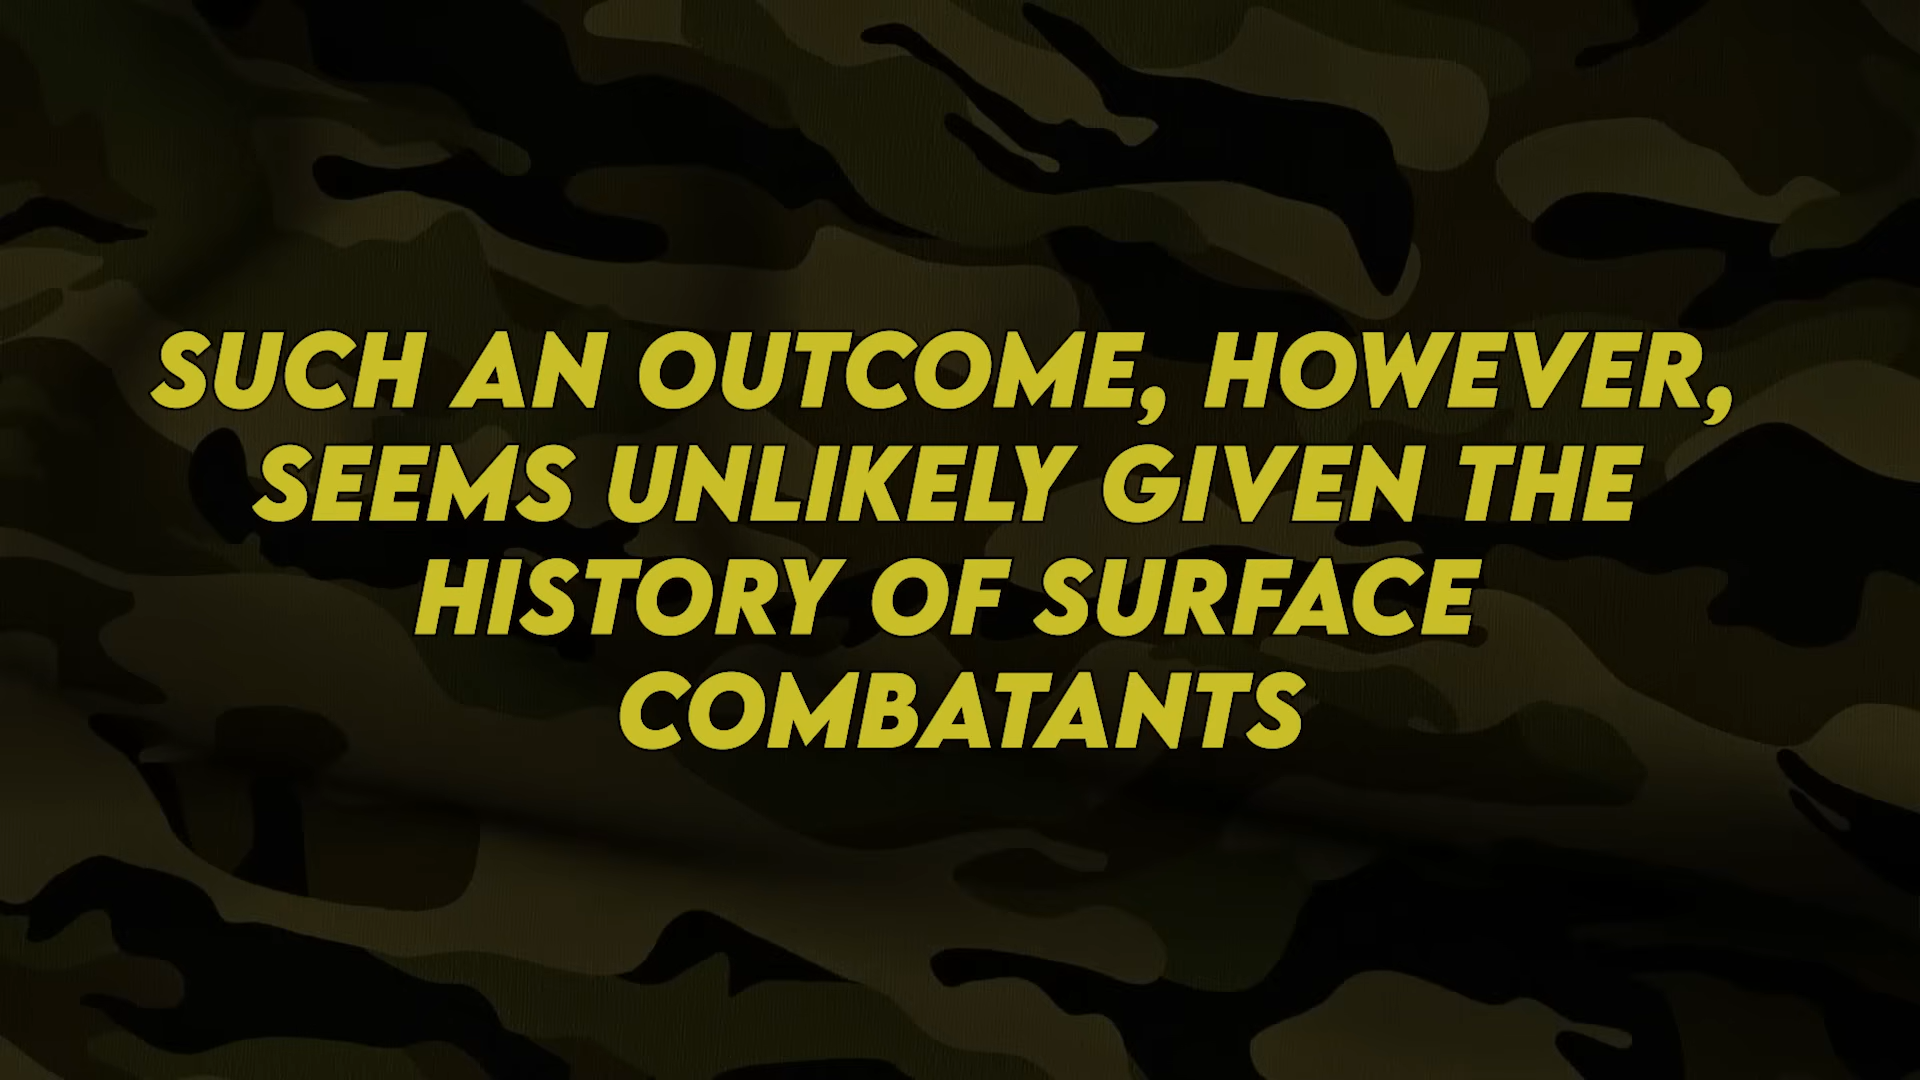 SUCH AN OUTCOME, HOWEVER,
SEEMS UNLIKELY GIVEN THE
HISTORY OF SURFACE
COMBATANTS